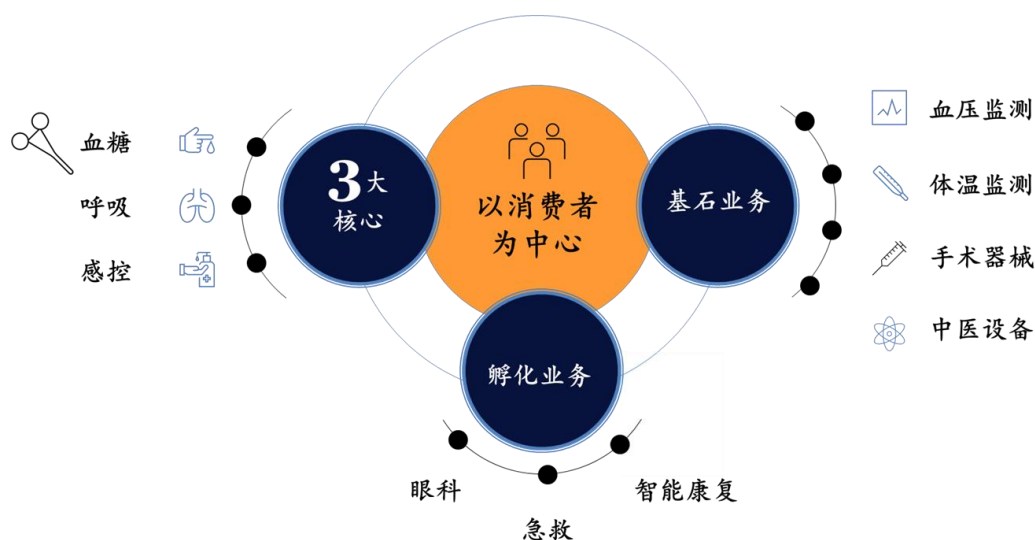 血糖
呼吸
感控
3大
核心
以消费者
为中心
基石业务
孵化业务
血压监测
体温监测
手术器械
中医设备
眼科
急救
智能康复